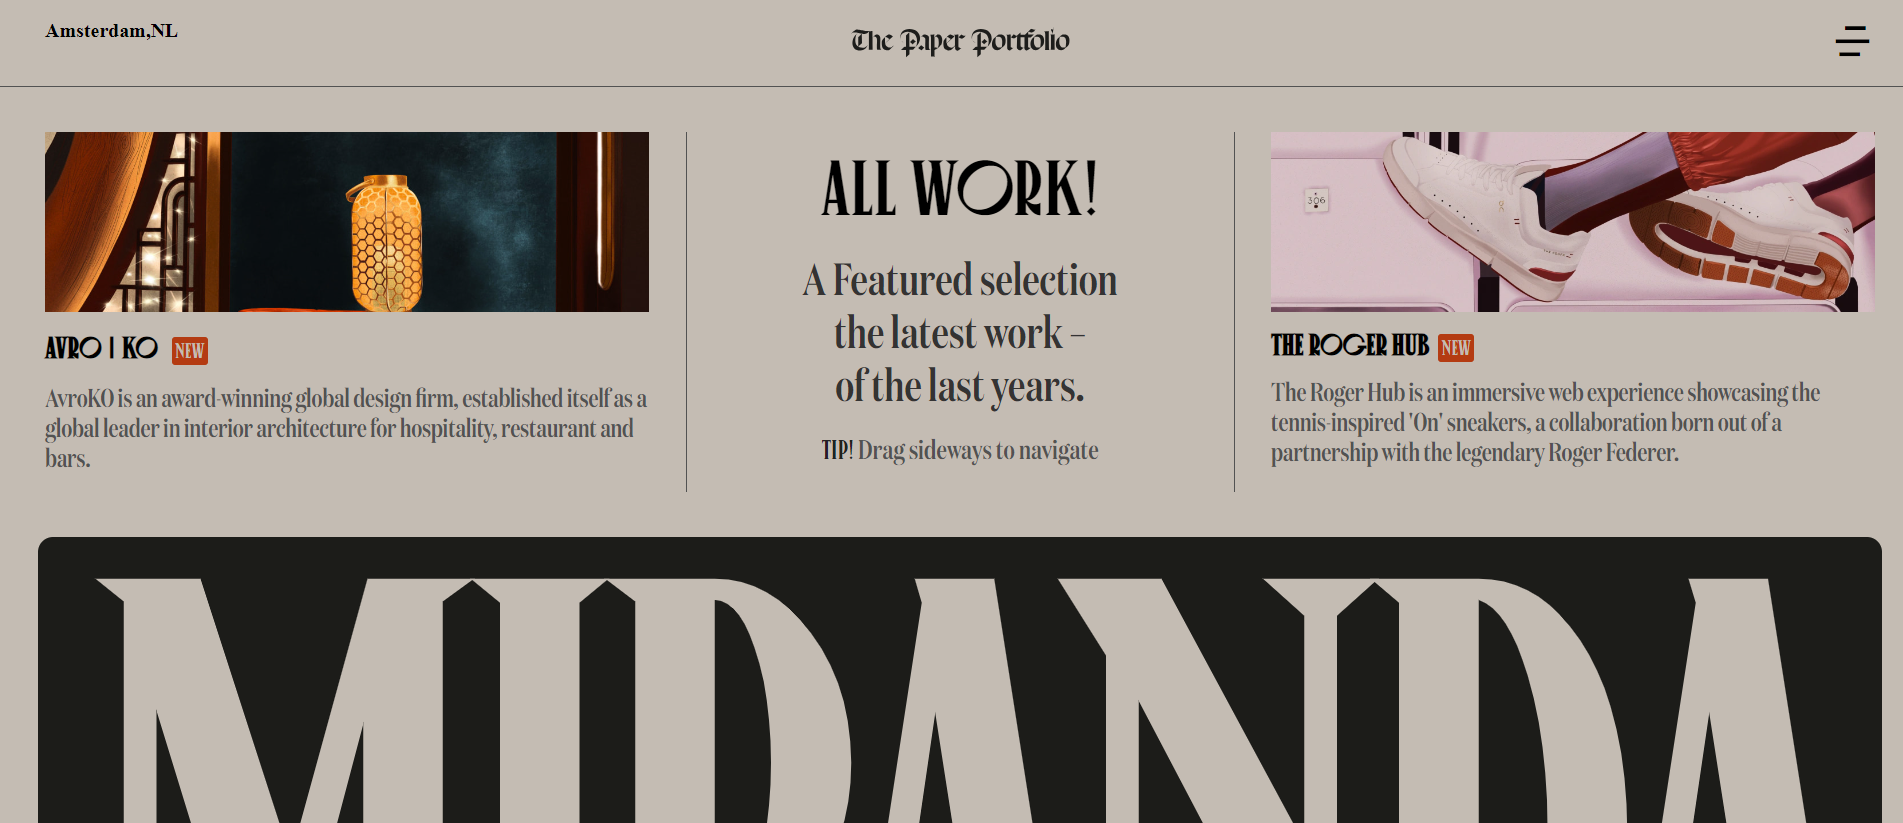 Amsterdam,NL
The Paper Portfolio
AVRO | KO NEW
AvroKO is an award-winning global design firm, established itself as a
global leader in interior architecture for hospitality, restaurant and
bars.
ALL WORK!
A Featured selection
the latest work –
of the last years.
TIP! Drag sideways to navigate
306
THE ROGER HUB NEW
The Roger Hub is an immersive web experience showcasing the
tennis-inspired 'On' sneakers, a collaboration born out of a
partnership with the legendary Roger Federer.
MIRANDA